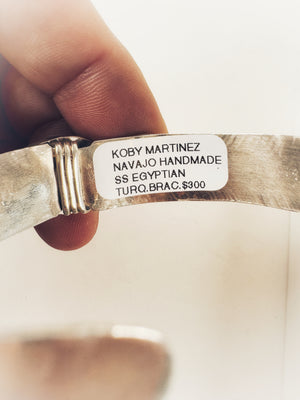 KOBY MARTINEZ
NAVAJO HANDMADE
SS EGYPTIAN
TURQ.BRAC.$300